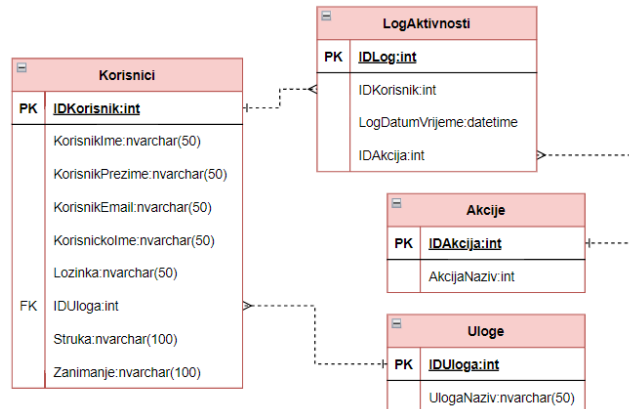 Korisnici
PK IDKorisnik:int
KorisnikIme:nvarchar(50)
KorisnikPrezime:nvarchar(50)
KorisnikEmail:nvarchar(50)
KorisnickoIme:nvarchar(50)
Lozinka:nvarchar(50)
FK IDUloga:int
Struka:nvarchar(100)
Zanimanje:nvarchar(100)
LogAktivnosti
PK IDLog:int
IDKorisnik:int
LogDatumVrijeme:datetime
IDAkcija:int
Akcije
PK IDAkcija:int
AkcijaNaziv:int
Uloge
PK IDUloga:int
UlogaNaziv:nvarchar(50)